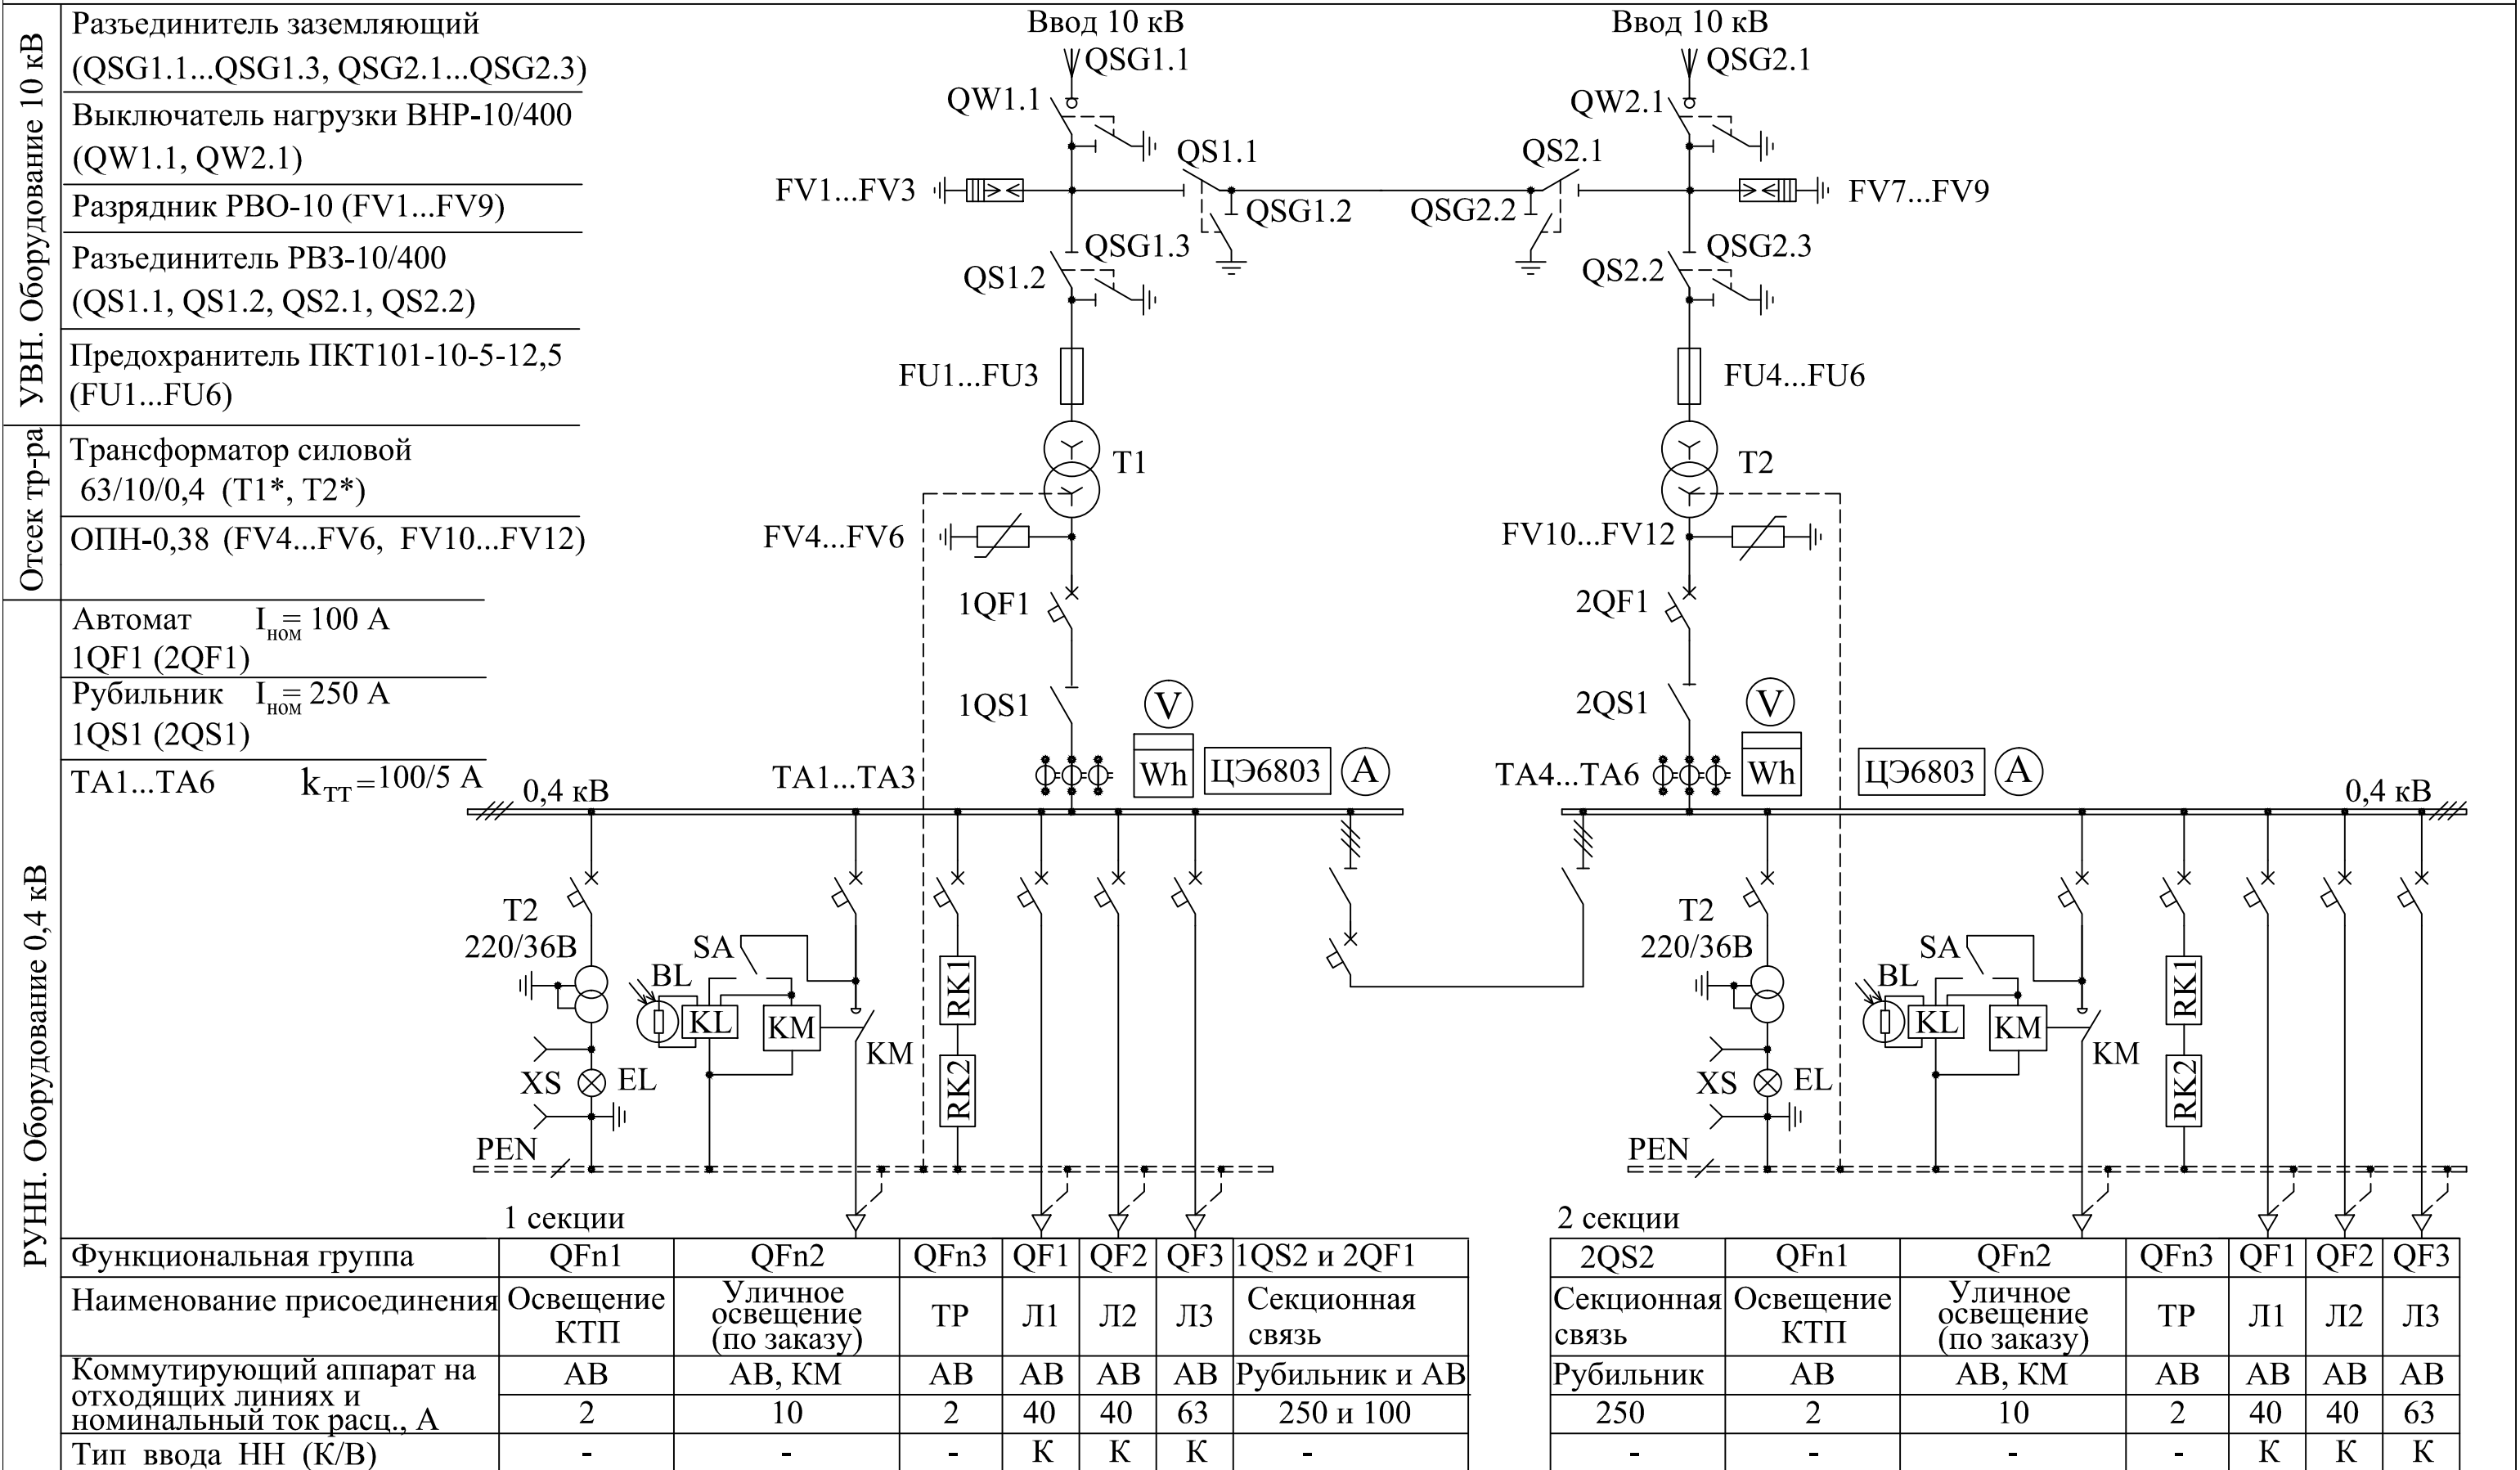 УВН. Оборудование 10 кВ
Разъединитель заземляющий
(QSG1.1...QSG1.3, QSG2.1...QSG2.3)
Выключатель нагрузки ВНР-10/400
(QW1.1, QW2.1)
Разрядник РВО-10 (FV1...FV9)
Разъединитель РВЗ-10/400
(QS1.1, QS1.2, QS2.1, QS2.2)
Предохранитель ПКТ101-10-5-12,5
(FU1...FU6)
Отсек тр-ра
Трансформатор силовой
63/10/0,4 (Т1*, Т2*)
ОПН-0,38 (FV4...FV6, FV10...FV12)
РУНН. Оборудование 0,4 кВ
Автомат Iном= 100 А
1QF1 (2QF1)
Рубильник Iном= 250 А
1QS1 (2QS1)
ТА1...ТА6 kТТ=100/5 А
Ввод 10 кВ
QSG1.1
QW1.1
QS1.1
FV1...FV3
QSG1.2
QSG1.3
QS1.2
FU1...FU3
Т1
FV4...FV6
1QF1
1QS1
V
Wh
ЦЭ6803
А
ТА1...ТА3
0,4 кВ
Ввод 10 кВ
QSG2.1
QW2.1
QS2.1
FV7...FV9
QSG2.2
QSG2.3
QS2.2
FU4...FU6
Т2
FV10...FV12
2QF1
2QS1
V
Wh
ЦЭ6803
А
ТА4...ТА6
0,4 кВ
Т2
220/36В
SA
BL
KL
KM
KM
RK1
RK2
XS
EL
PEN
1 секции
Т2
220/36В
SA
BL
KL
KM
KM
RK1
RK2
XS
EL
PEN
2 секции
Функциональная группа QFn1 QFn2 QFn3 QF1 QF2 QF3 1QS2 и 2QF1 2QS2 QFn1 QFn2 QFn3 QF1 QF2 QF3
Наименование присоединения
Освещение
КТП
Уличное
освещение
(по заказу)
ТР
Л1
Л2
Л3
Секционная
связь
Секционная
связь
Освещение
КТП
Уличное
освещение
(по заказу)
ТР
Л1
Л2
Л3
Коммутирующий аппарат на
отходящих линиях и
номинальный ток расц., А
АВ АВ, КМ АВ АВ АВ АВ Рубильник и АВ Рубильник АВ АВ, КМ АВ АВ АВ АВ
2 10 2 40 40 63 250 и 100 250 2 10 2 40 40 63
Тип ввода НН (К/В) - - - К К К - - - - - К К К